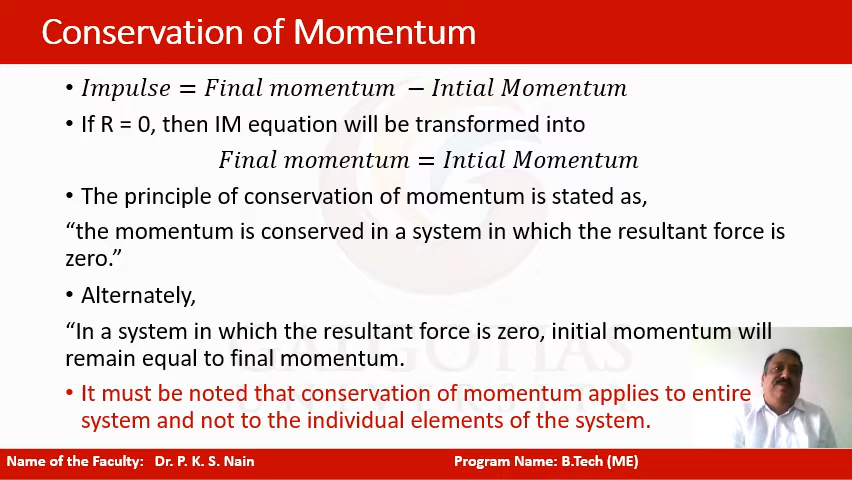 Conservation of Momentum
• Impulse = Final momentum − Intial Momentum
• If R = 0, then IM equation will be transformed into
Final momentum = Intial Momentum
• The principle of conservation of momentum is stated as,
“the momentum is conserved in a system in which the resultant force is
zero.”
• Alternately,
“In a system in which the resultant force is zero, initial momentum will
remain equal to final momentum.
• It must be noted that conservation of momentum applies to entire
system and not to the individual elements of the system.
GALGOTIAS
UNIVERSITY
Name of the Faculty: Dr. P. K. S. Nain Program Name: B.Tech (ME)